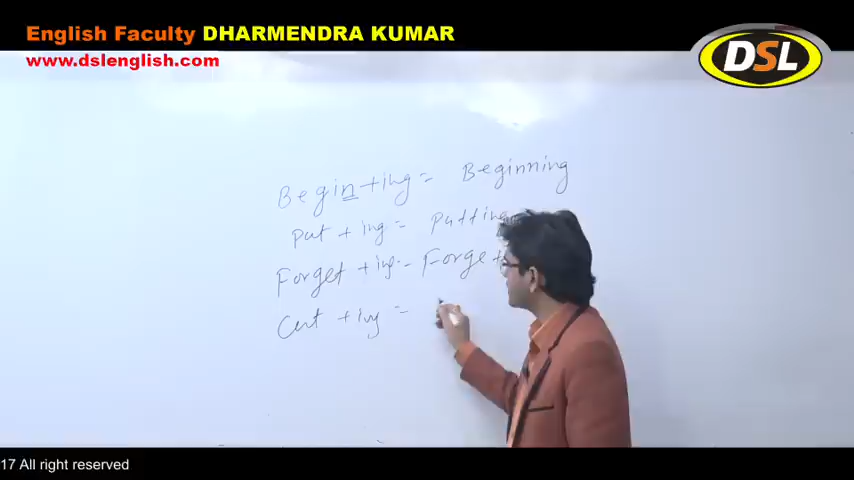 English Faculty DHARMENDRA KUMAR
www.dslenglish.com
DSL
Begin + ing = Beginning
Put + ing = Putting
Forget + ing = Forget
Cut + ing =
17 All right reserved